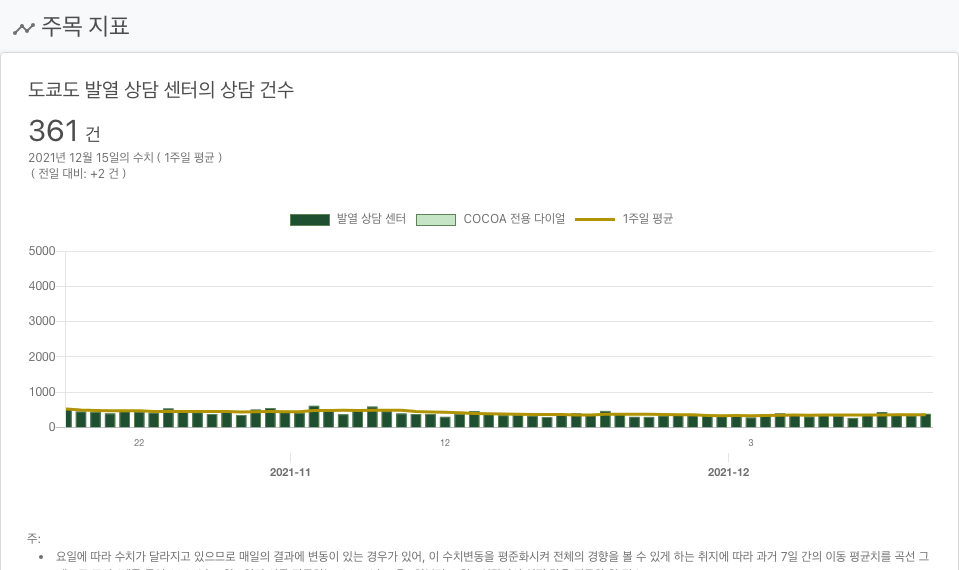 주목 지표
도쿄도 발열 상담 센터의 상담 건수
361 건
2021년 12월 15일의 수치 ( 1주일 평균 )
( 전일 대비: +2 건 )
발열 상담 센터 COCOA 전용 다이얼 1주일 평균
5000
4000
3000
2000
1000
0
22 12 3
2021-11 2021-12
주:
• 요일에 따라 수치가 달라지고 있으므로 매일의 결과에 변동이 있는 경우가 있어, 이 수치변동을 평준화시켜 전체의 경향을 볼 수 있게 하는 취지에 따라 과거 7일 간의 이동 평균치를 곡선 그